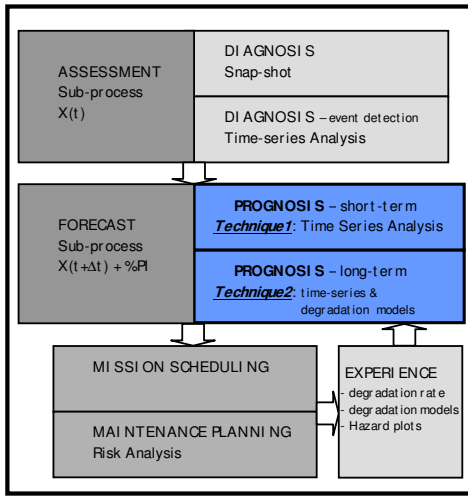 ASSESSMENT
Sub-process
X(t)
DIAGNOSIS
Snap-shot
DIAGNOSIS – event detection
Time-series Analysis
FORECAST
Sub-process
X(t+Δt) + %PI
PROGNOSIS – short-term
Technique1: Time Series Analysis
PROGNOSIS – long-term
Technique2: time-series &
degradation models
MISSION SCHEDULING
MAINTENANCE PLANNING
Risk Analysis
EXPERIENCE
- degradation rate
- degradation models
- Hazard plots